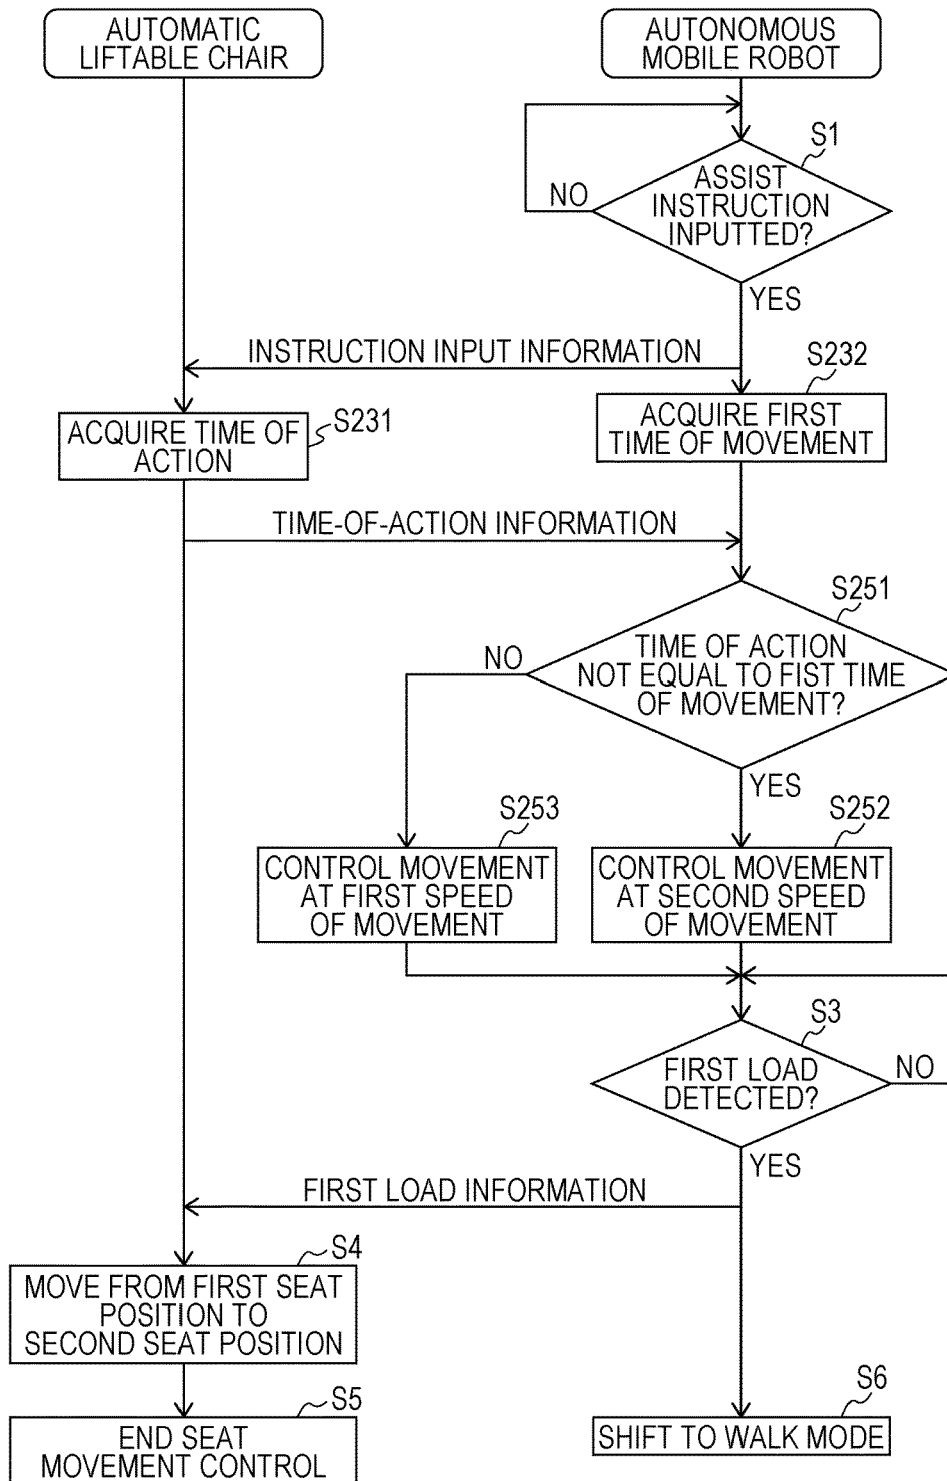 AUTOMATIC
LIFTABLE CHAIR
AUTONOMOUS
MOBILE ROBOT
S1
ASSIST
INSTRUCTION
INPUTTED?
NO
YES
INSTRUCTION INPUT INFORMATION
S232
ACQUIRE FIRST
TIME OF MOVEMENT
S231
ACQUIRE TIME OF
ACTION
TIME-OF-ACTION INFORMATION
S251
TIME OF ACTION
NOT EQUAL TO FIST TIME
OF MOVEMENT?
NO
YES
S253
CONTROL MOVEMENT
AT FIRST SPEED
OF MOVEMENT
S252
CONTROL MOVEMENT
AT SECOND SPEED
OF MOVEMENT
S3
FIRST LOAD
DETECTED?
NO
YES
FIRST LOAD INFORMATION
S4
MOVE FROM FIRST SEAT
POSITION TO
SECOND SEAT POSITION
S5
END SEAT
MOVEMENT CONTROL
S6
SHIFT TO WALK MODE